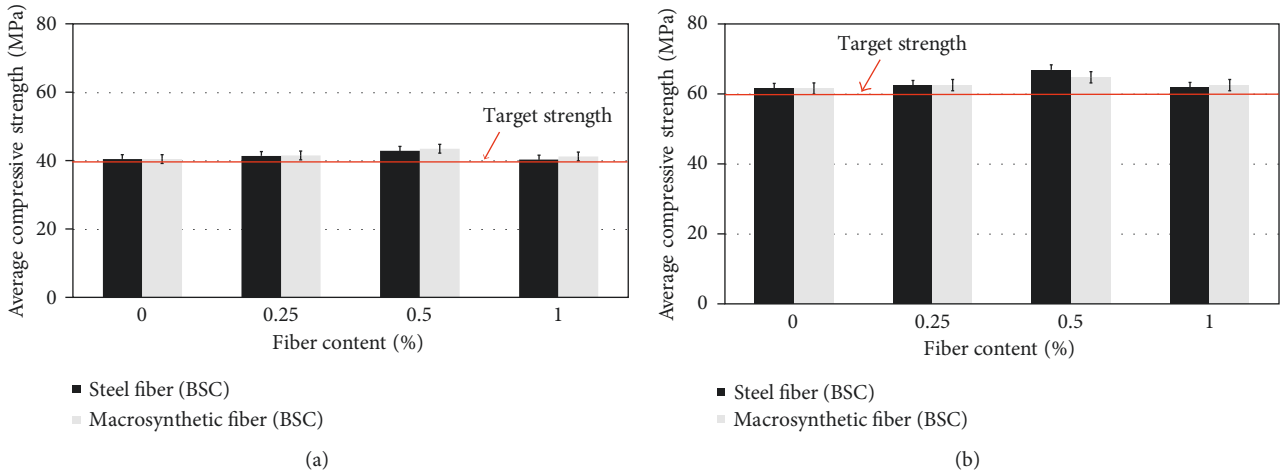 Average compressive strength (MPa)
80
60
40
20
0
Target strength
0
0.25
0.5
1
Fiber content (%)
Steel fiber (BSC)
Macrosynthetic fiber (BSC)
(a)
Average compressive strength (MPa)
80
60
40
20
0
Target strength
0
0.25
0.5
1
Fiber content (%)
Steel fiber (BSC)
Macrosynthetic fiber (BSC)
(b)